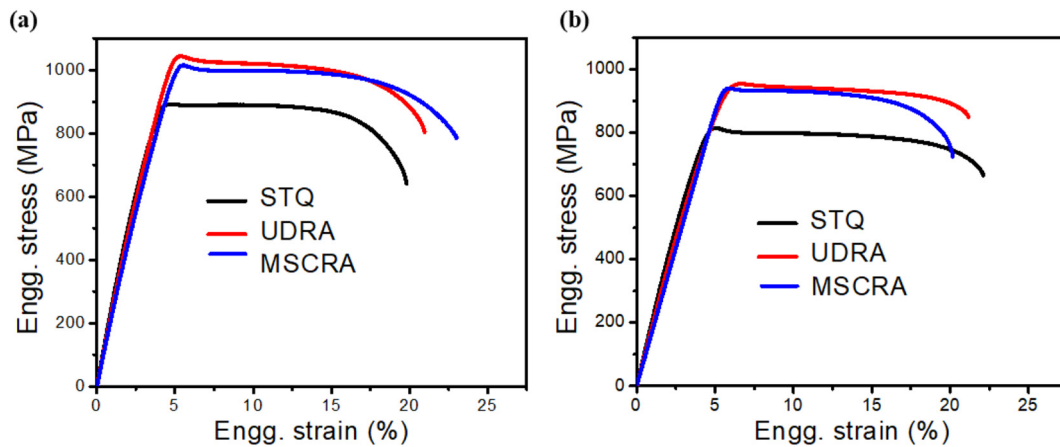 (a)
Engg. stress (MPa)
1000
800
600
400
200
0
STQ
UDRA
MSCRA
0 5 10 15 20 25
Engg. strain (%)
(b)
Engg. stress (MPa)
1000
800
600
400
200
0
STQ
UDRA
MSCRA
0 5 10 15 20 25
Engg. strain (%)